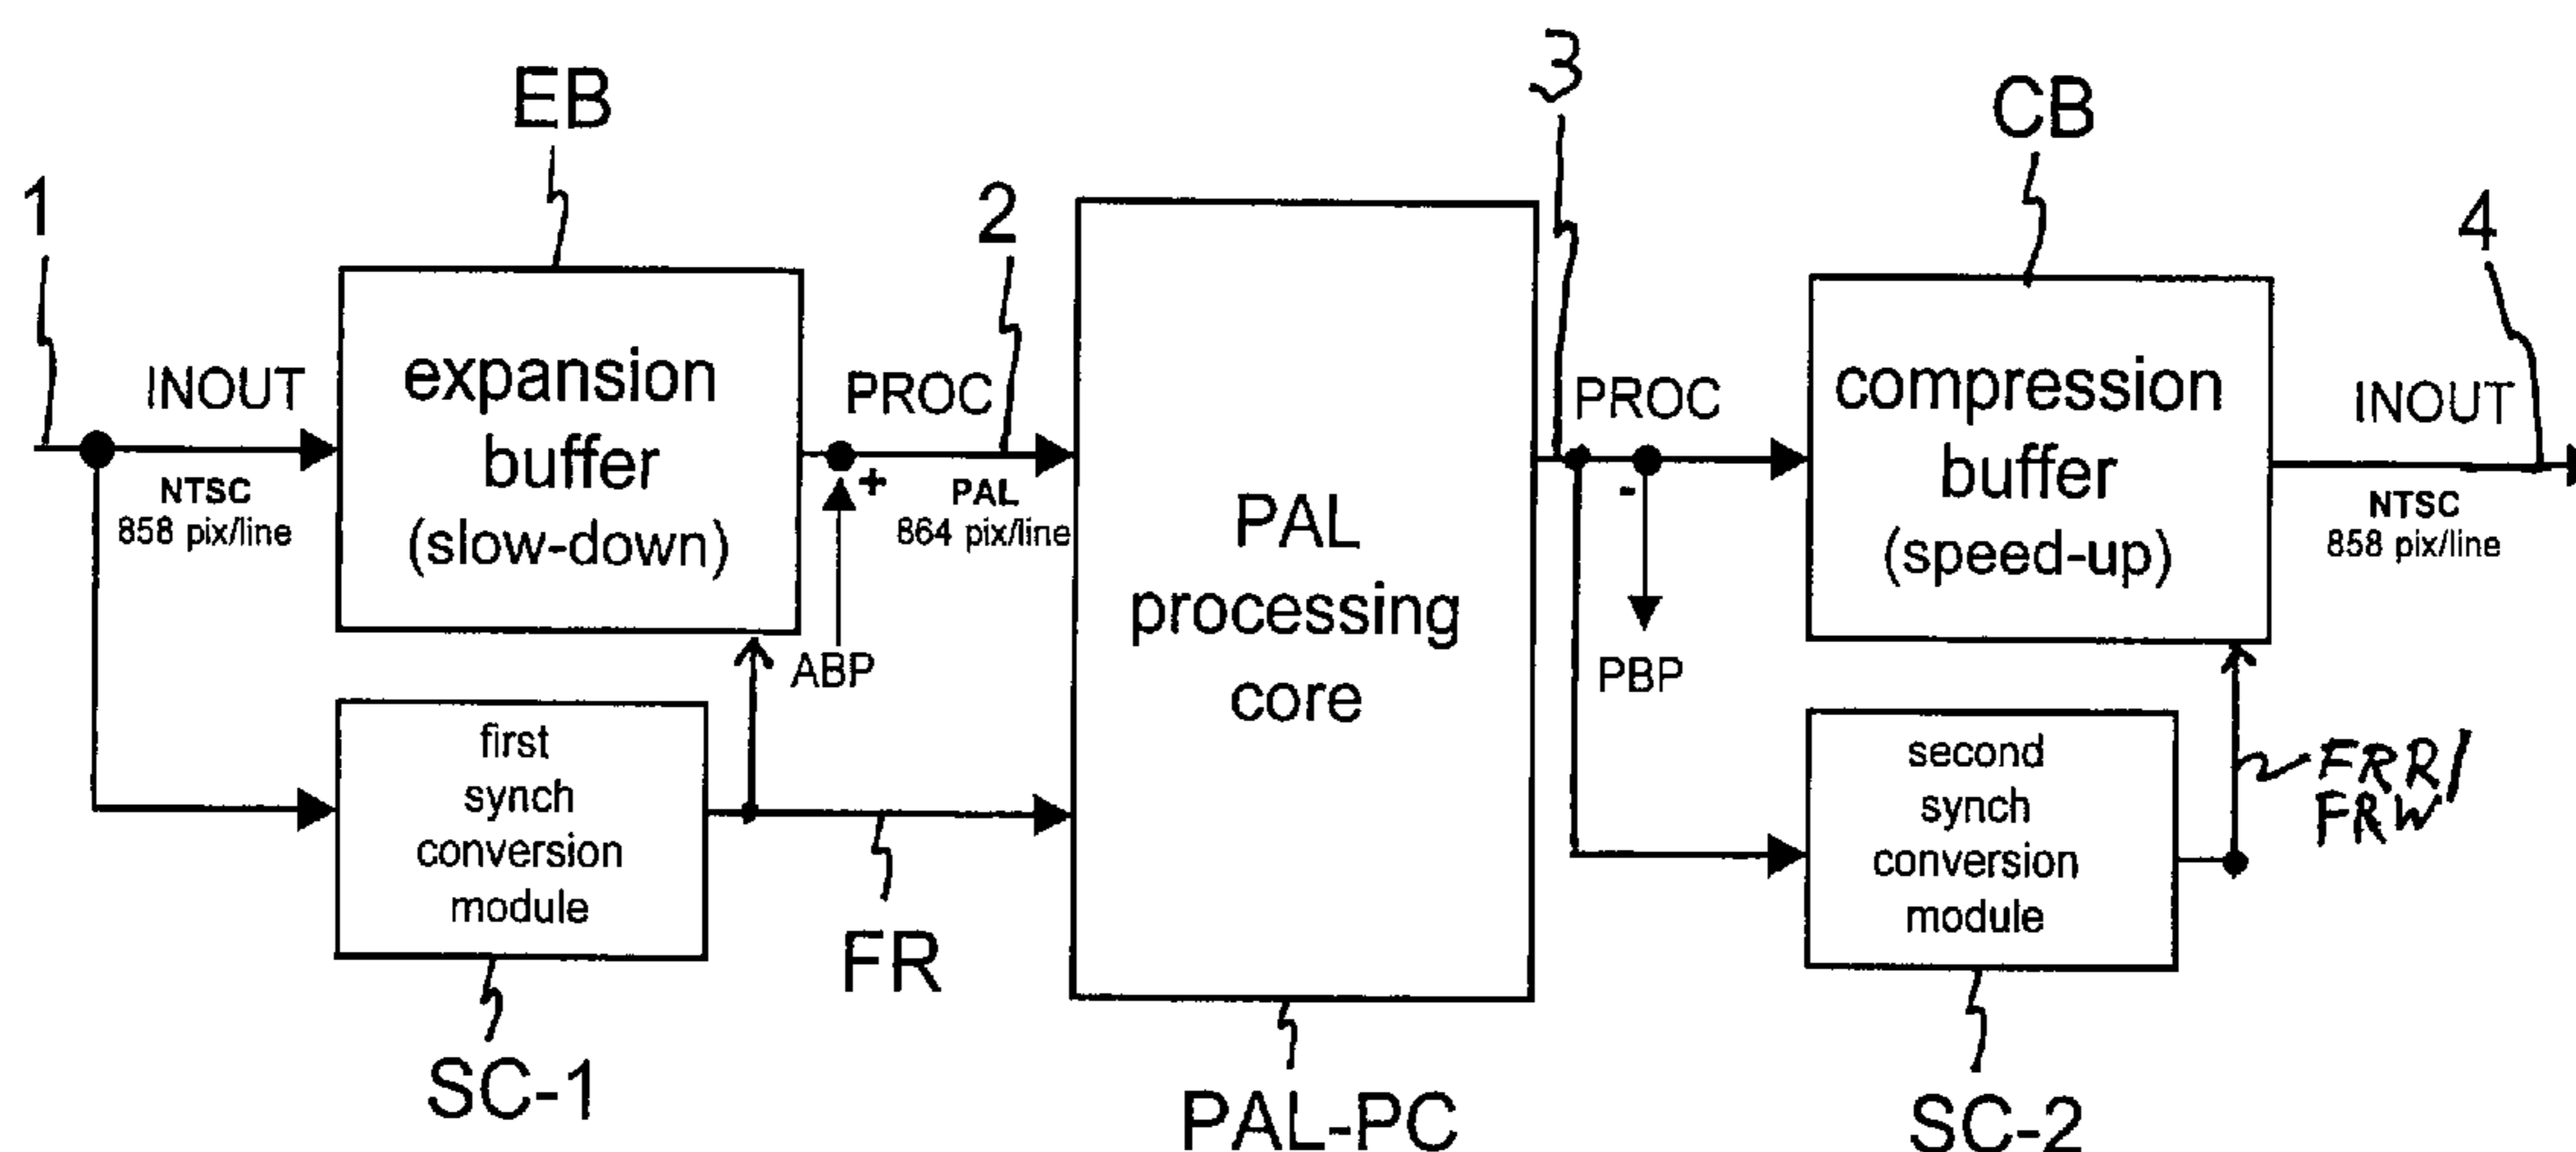 EB
3
CB
1
2
4
INOUT
NTSC
858 pix/line
expansion
buffer
(slow-down)
PROC
+
PAL
864 pix/line
ABP
PAL
processing
core
PROC
-
PBP
compression
buffer
(speed-up)
INOUT
NTSC
858 pix/line
first
synch
conversion
module
FR
second
synch
conversion
module
FRR/
FRW
SC-1
PAL-PC
SC-2